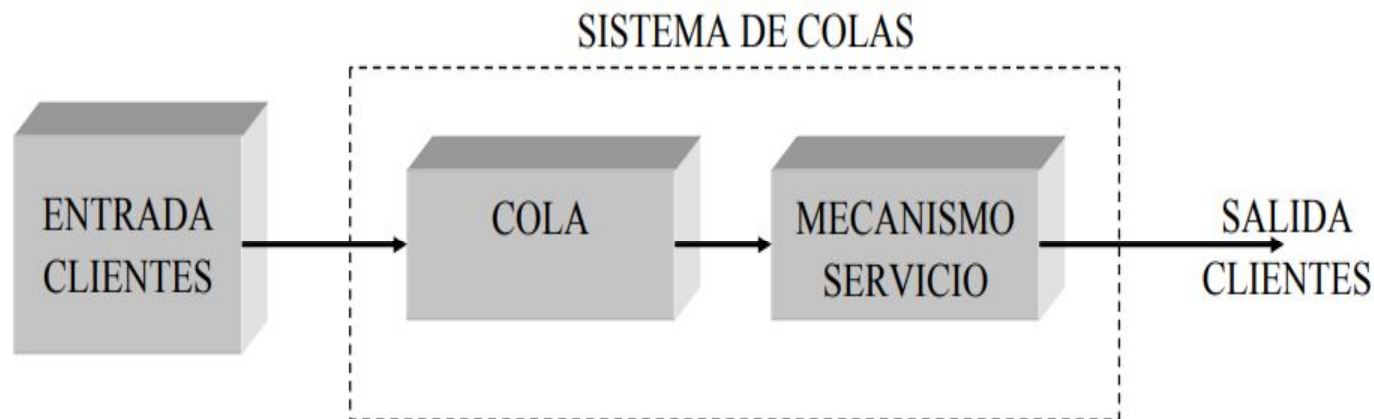 SISTEMA DE COLAS
ENTRADA
CLIENTES
COLA
MECANISMO
SERVICIO
SALIDA
CLIENTES